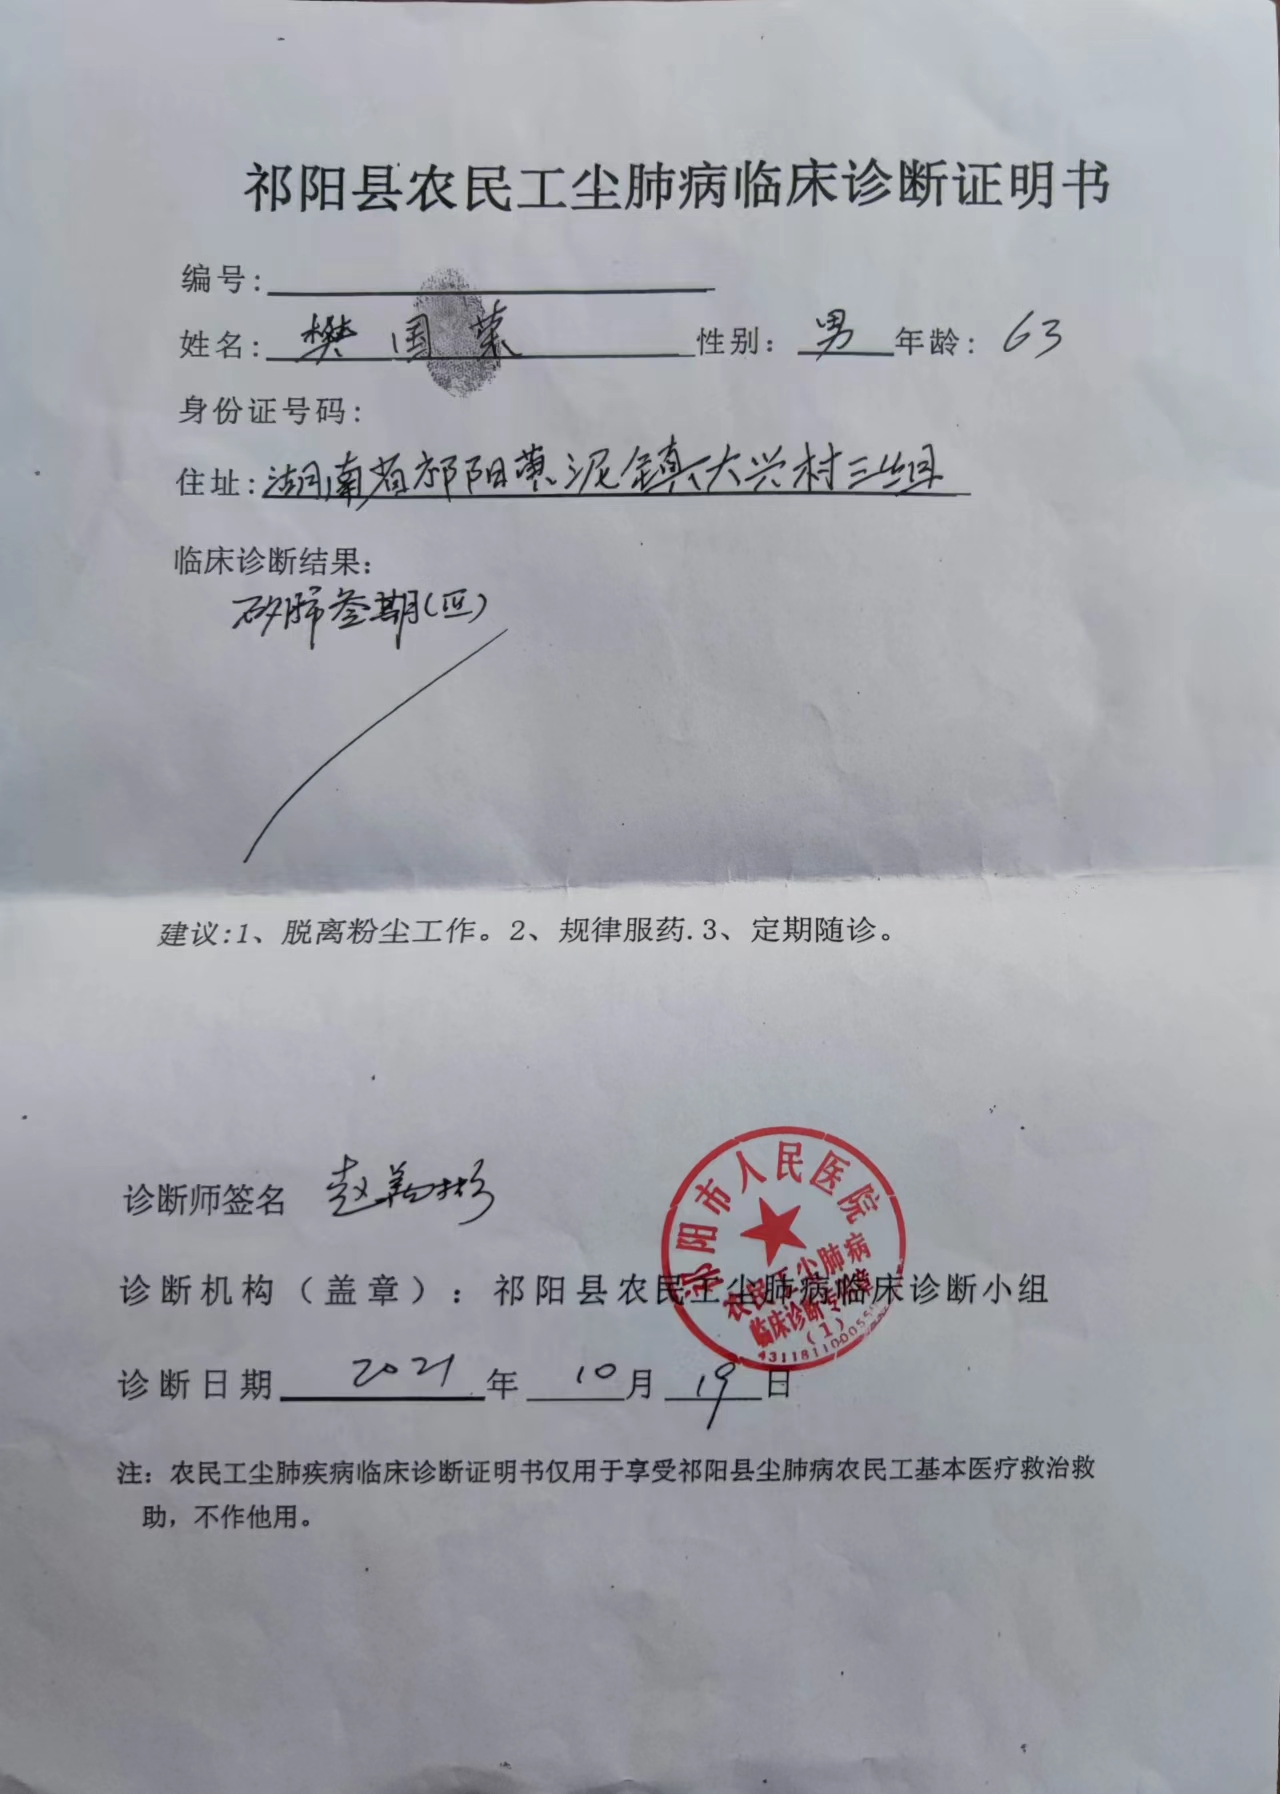 祁阳县农民工尘肺病临床诊断证明书
编号:
姓名: 樊国荣 性别: 男 年龄: 63
身份证号码:
住址: 湖南省祁阳黄泥镇大兴村三组
临床诊断结果:
矽肺叁期(叵)
建议:1、脱离粉尘工作。2、规律服药.3、定期随诊。
诊断师签名 赵
诊断机构（盖章）: 祁阳县农民工尘肺病临床诊断小组
祁阳市人民医院
农民工尘肺病
临床诊断专用章
(1)
诊断日期 2021 年 10 月 19 日
注: 农民工尘肺疾病临床诊断证明书仅用于享受祁阳县尘肺病农民工基本医疗救治救
助，不作他用。